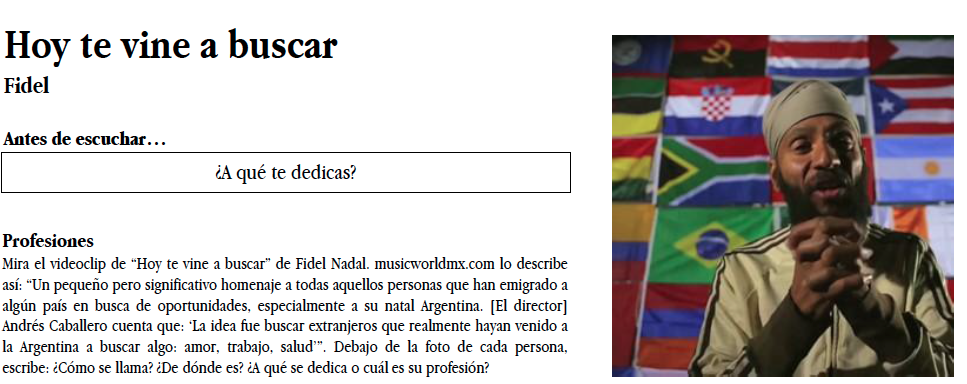 Hoy te vine a buscar
Fidel
Antes de escuchar…
¿A qué te dedicas?
Profesiones
Mira el videoclip de “Hoy te vine a buscar” de Fidel Nadal. musicworldmx.com lo describe
así: “Un pequeño pero significativo homenaje a todas aquellos personas que han emigrado a
algún país en busca de oportunidades, especialmente a su natal Argentina. [El director]
Andrés Caballero cuenta que: ‘La idea fue buscar extranjeros que realmente hayan venido a
la Argentina a buscar algo: amor, trabajo, salud’”. Debajo de la foto de cada persona,
escribe: ¿Cómo se llama? ¿De dónde es? ¿A qué se dedica o cuál es su profesión?